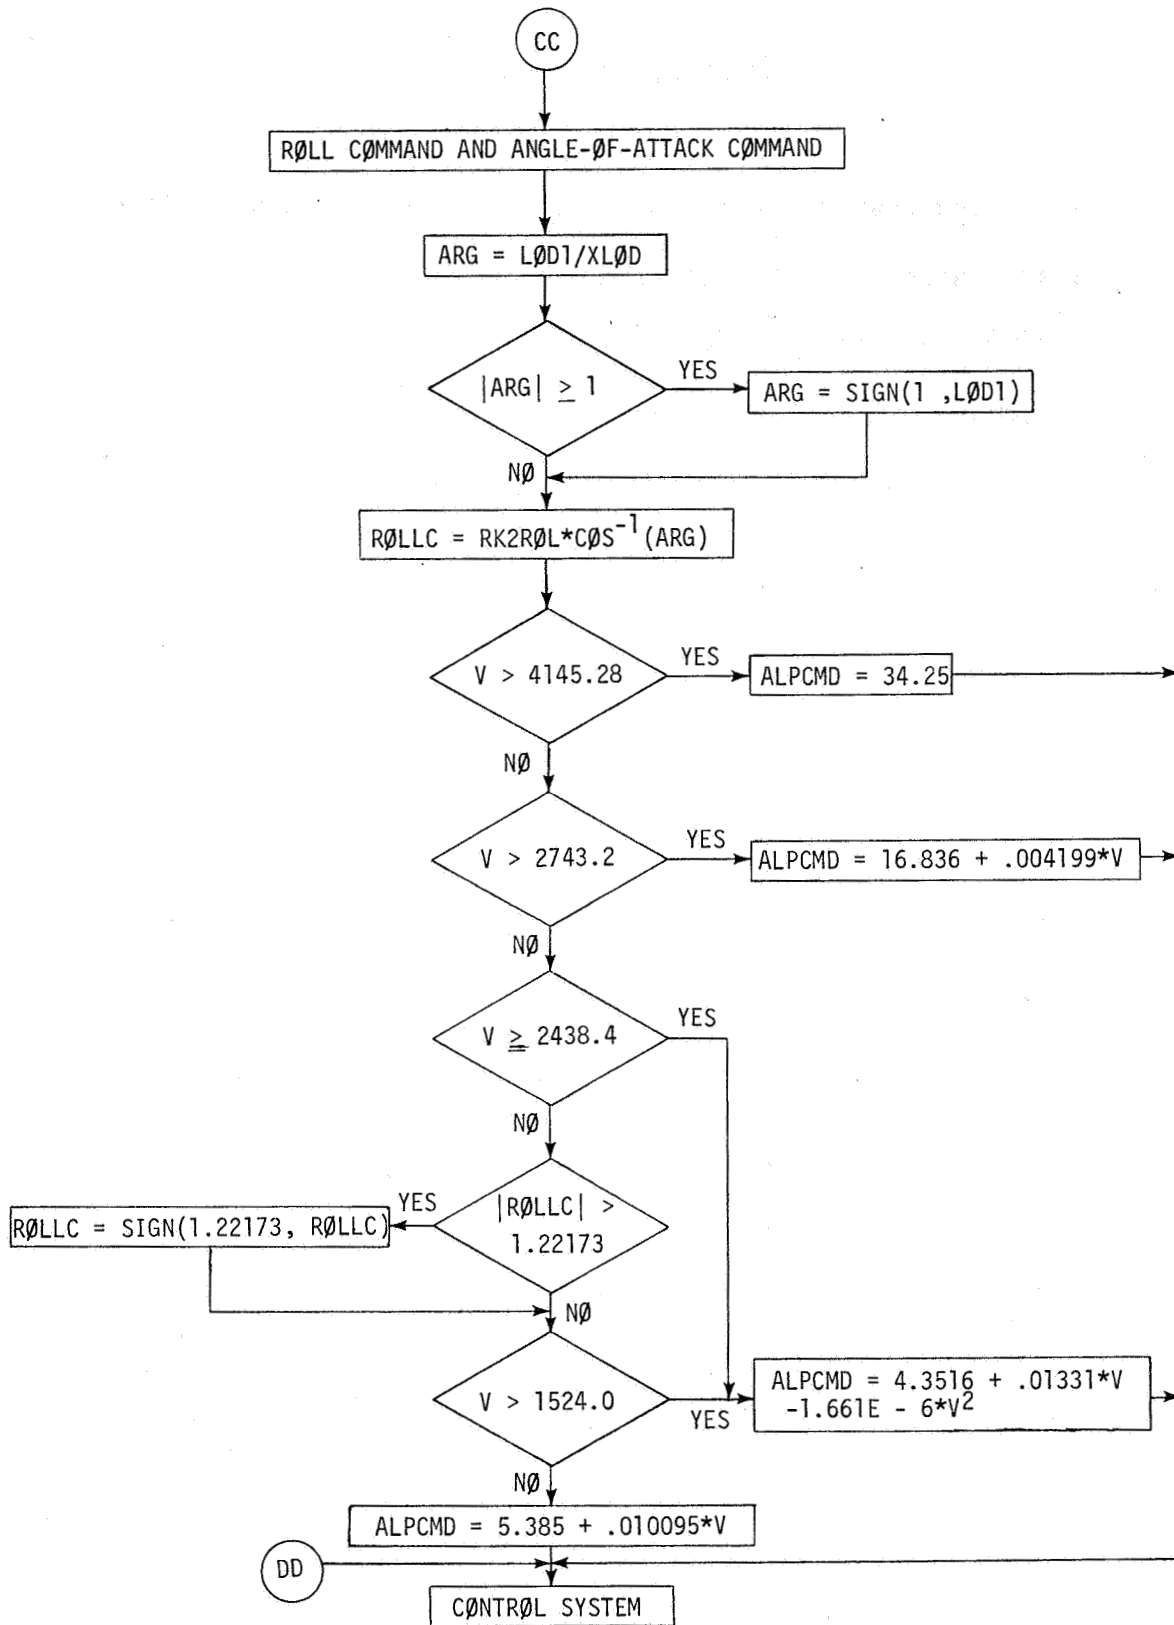 CC
RØLL CØMMAND AND ANGLE-ØF-ATTACK CØMMAND
ARG = LØD1/XLØD
|ARG| ≥ 1
YES
ARG = SIGN(1 ,LØD1)
NØ
RØLLC = RK2RØL*CØS⁻¹(ARG)
V > 4145.28
YES
ALPCMD = 34.25
NØ
V > 2743.2
YES
ALPCMD = 16.836 + .004199*V
NØ
V ≥ 2438.4
YES
NØ
|RØLLC| >
1.22173
YES
RØLLC = SIGN(1.22173, RØLLC)
NØ
V > 1524.0
YES
ALPCMD = 4.3516 + .01331*V
-1.661E - 6*V²
NØ
ALPCMD = 5.385 + .010095*V
DD
CØNTRØL SYSTEM